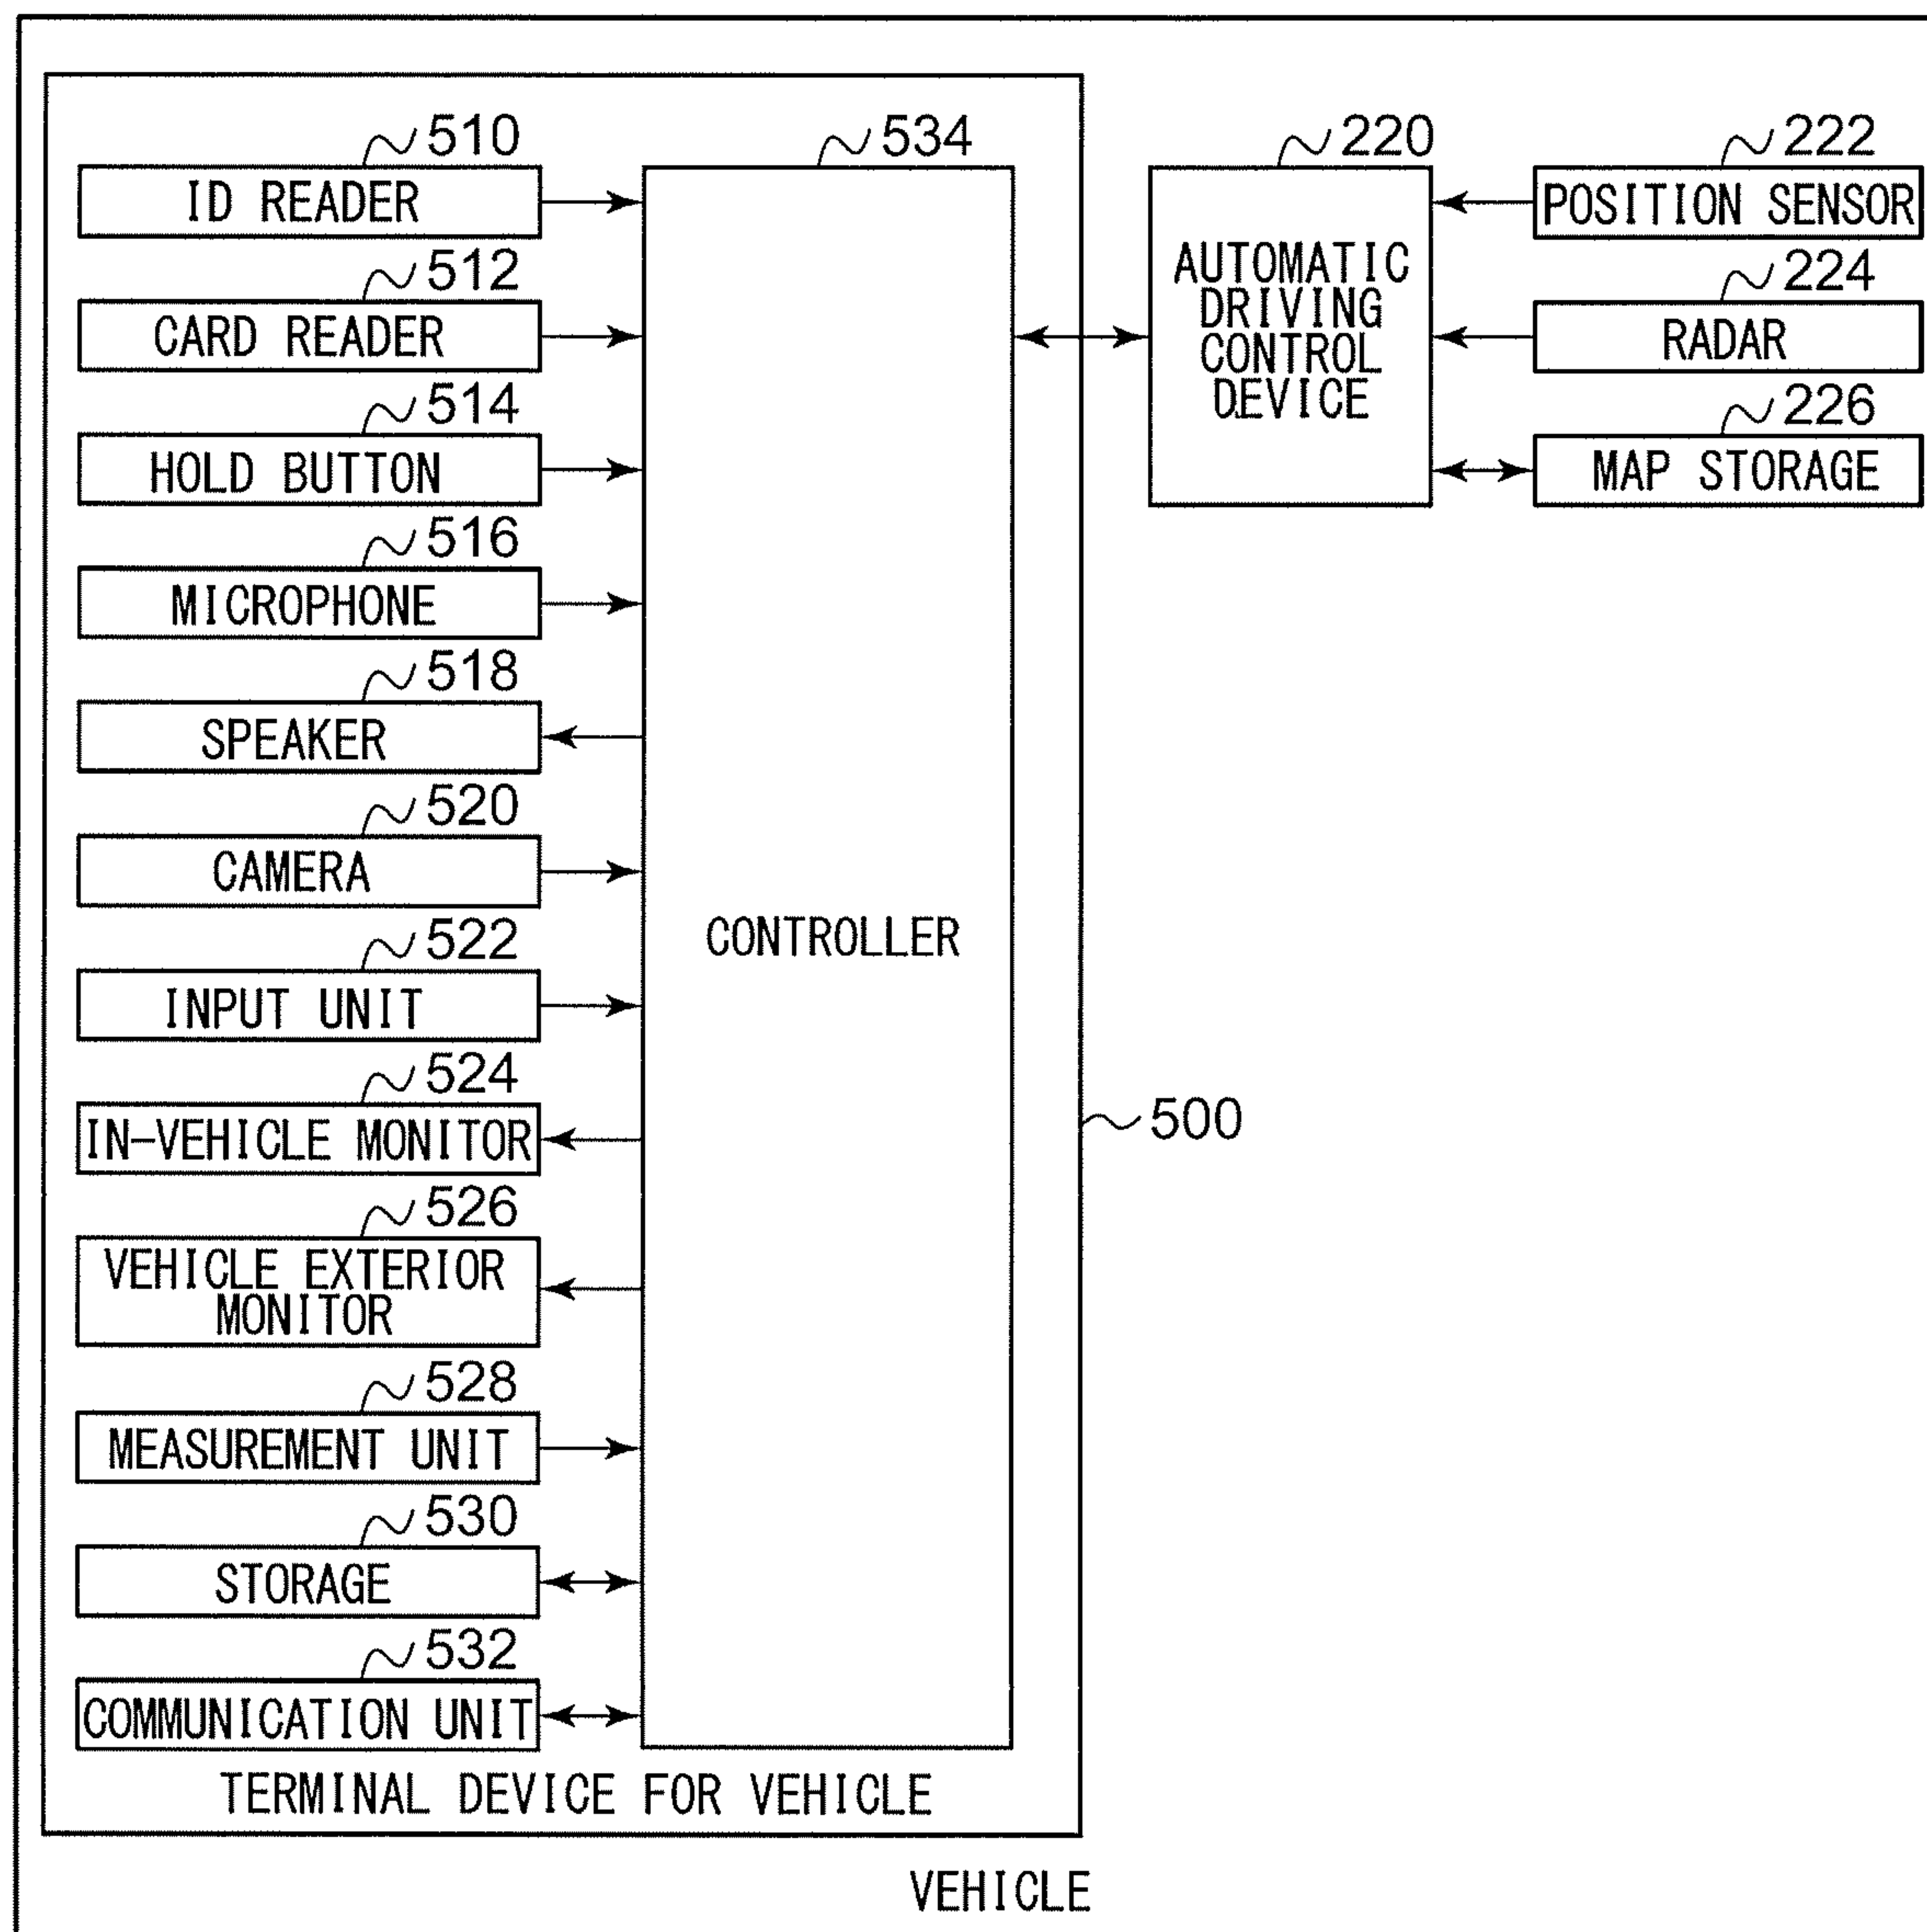 510
ID READER
512
CARD READER
514
HOLD BUTTON
516
MICROPHONE
518
SPEAKER
520
CAMERA
522
INPUT UNIT
524
IN-VEHICLE MONITOR
526
VEHICLE EXTERIOR
MONITOR
528
MEASUREMENT UNIT
530
STORAGE
532
COMMUNICATION UNIT
534
CONTROLLER
TERMINAL DEVICE FOR VEHICLE
500
220
AUTOMATIC
DRIVING
CONTROL
DEVICE
222
POSITION SENSOR
224
RADAR
226
MAP STORAGE
VEHICLE